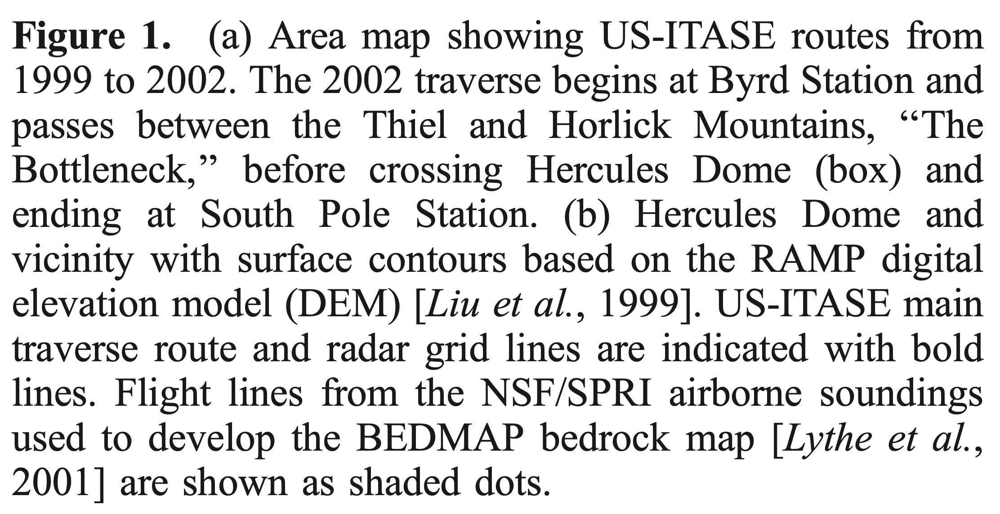 Figure 1. (a) Area map showing US-ITASE routes from
1999 to 2002. The 2002 traverse begins at Byrd Station and
passes between the Thiel and Horlick Mountains, “The
Bottleneck,” before crossing Hercules Dome (box) and
ending at South Pole Station. (b) Hercules Dome and
vicinity with surface contours based on the RAMP digital
elevation model (DEM) [Liu et al., 1999]. US-ITASE main
traverse route and radar grid lines are indicated with bold
lines. Flight lines from the NSF/SPRI airborne soundings
used to develop the BEDMAP bedrock map [Lythe et al.,
2001] are shown as shaded dots.